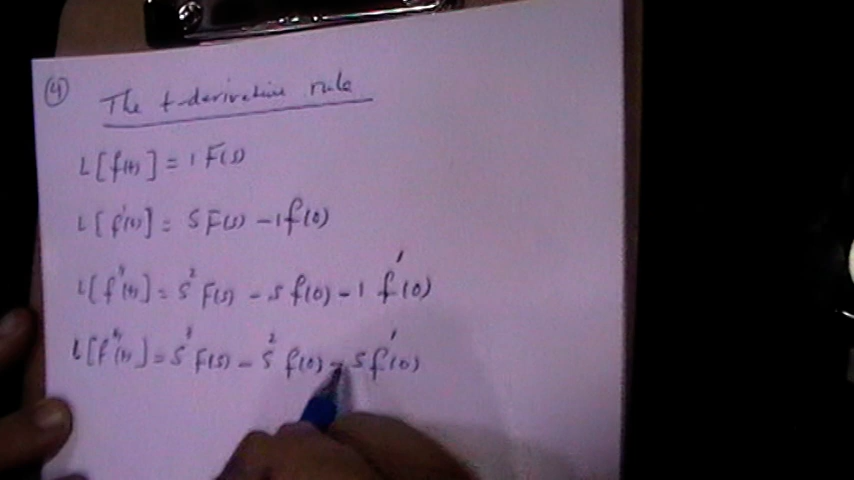 ④ The t-derivative rule
L[f(t)] = 1 F(s)
L[f'(t)] = S F(s) - 1 f(0)
L[f''(t)] = S² F(s) - S f(0) - 1 f'(0)
L[f'''(t)] = S³ F(s) - S² f(0) - S f'(0)